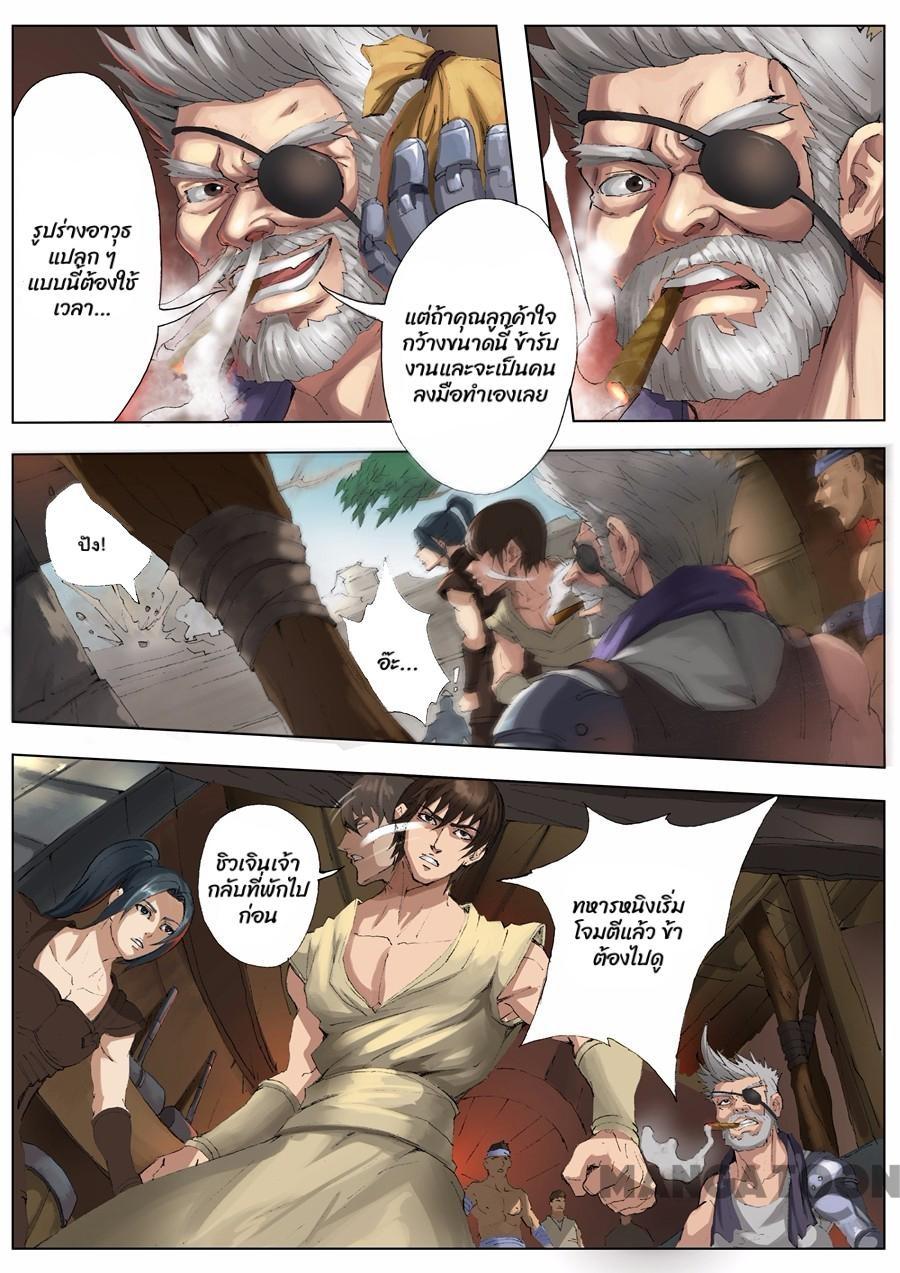 รูปร่างอาวุธ
แปลก ๆ
แบบนี้ต้องใช้
เวลา...
แต่ถ้าคุณลูกค้าใจ
กว้างขนาดนี้ ข้ารับ
งานและจะเป็นคน
ลงมือทำเองเลย
ปัง!
อ๊ะ...
!
ชิวเจินเจ้า
กลับที่พักไป
ก่อน
ทหารหนิงเริ่ม
โจมตีแล้ว ข้า
ต้องไปดู
MANGATOON